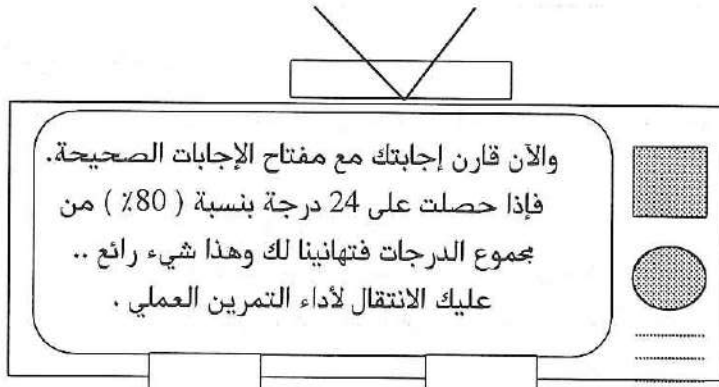 والآن قارن إجابتك مع مفتاح الإجابات الصحيحة.
فإذا حصلت على 24 درجة بنسبة ( 80٪ ) من
مجموع الدرجات فتهانينا لك وهذا شيء رائع ..
عليك الانتقال لأداء التمرين العملي .